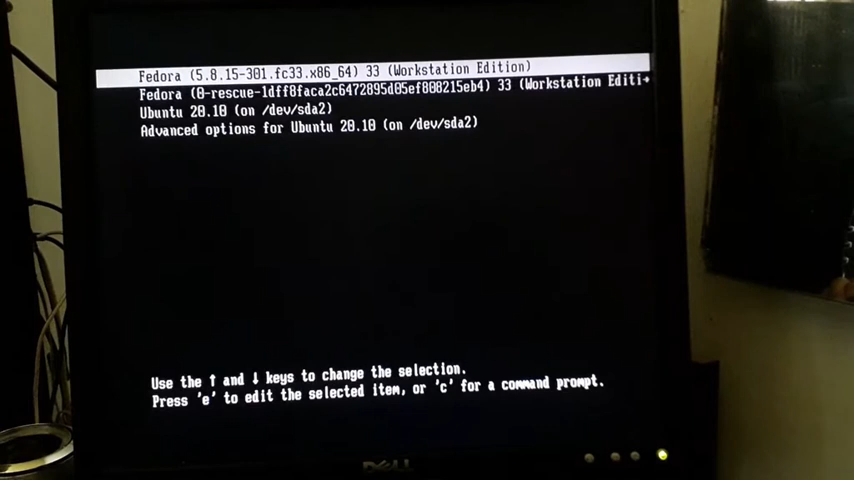 Fedora (5.8.15-301.fc33.x86_64) 33 (Workstation Edition)
Fedora (0-rescue-1dff8faca2c6472895d05ef808215eb4) 33 (Workstation Editi→
Ubuntu 20.10 (on /dev/sda2)
Advanced options for Ubuntu 20.10 (on /dev/sda2)
Use the ↑ and ↓ keys to change the selection.
Press 'e' to edit the selected item, or 'c' for a command prompt.
DELL